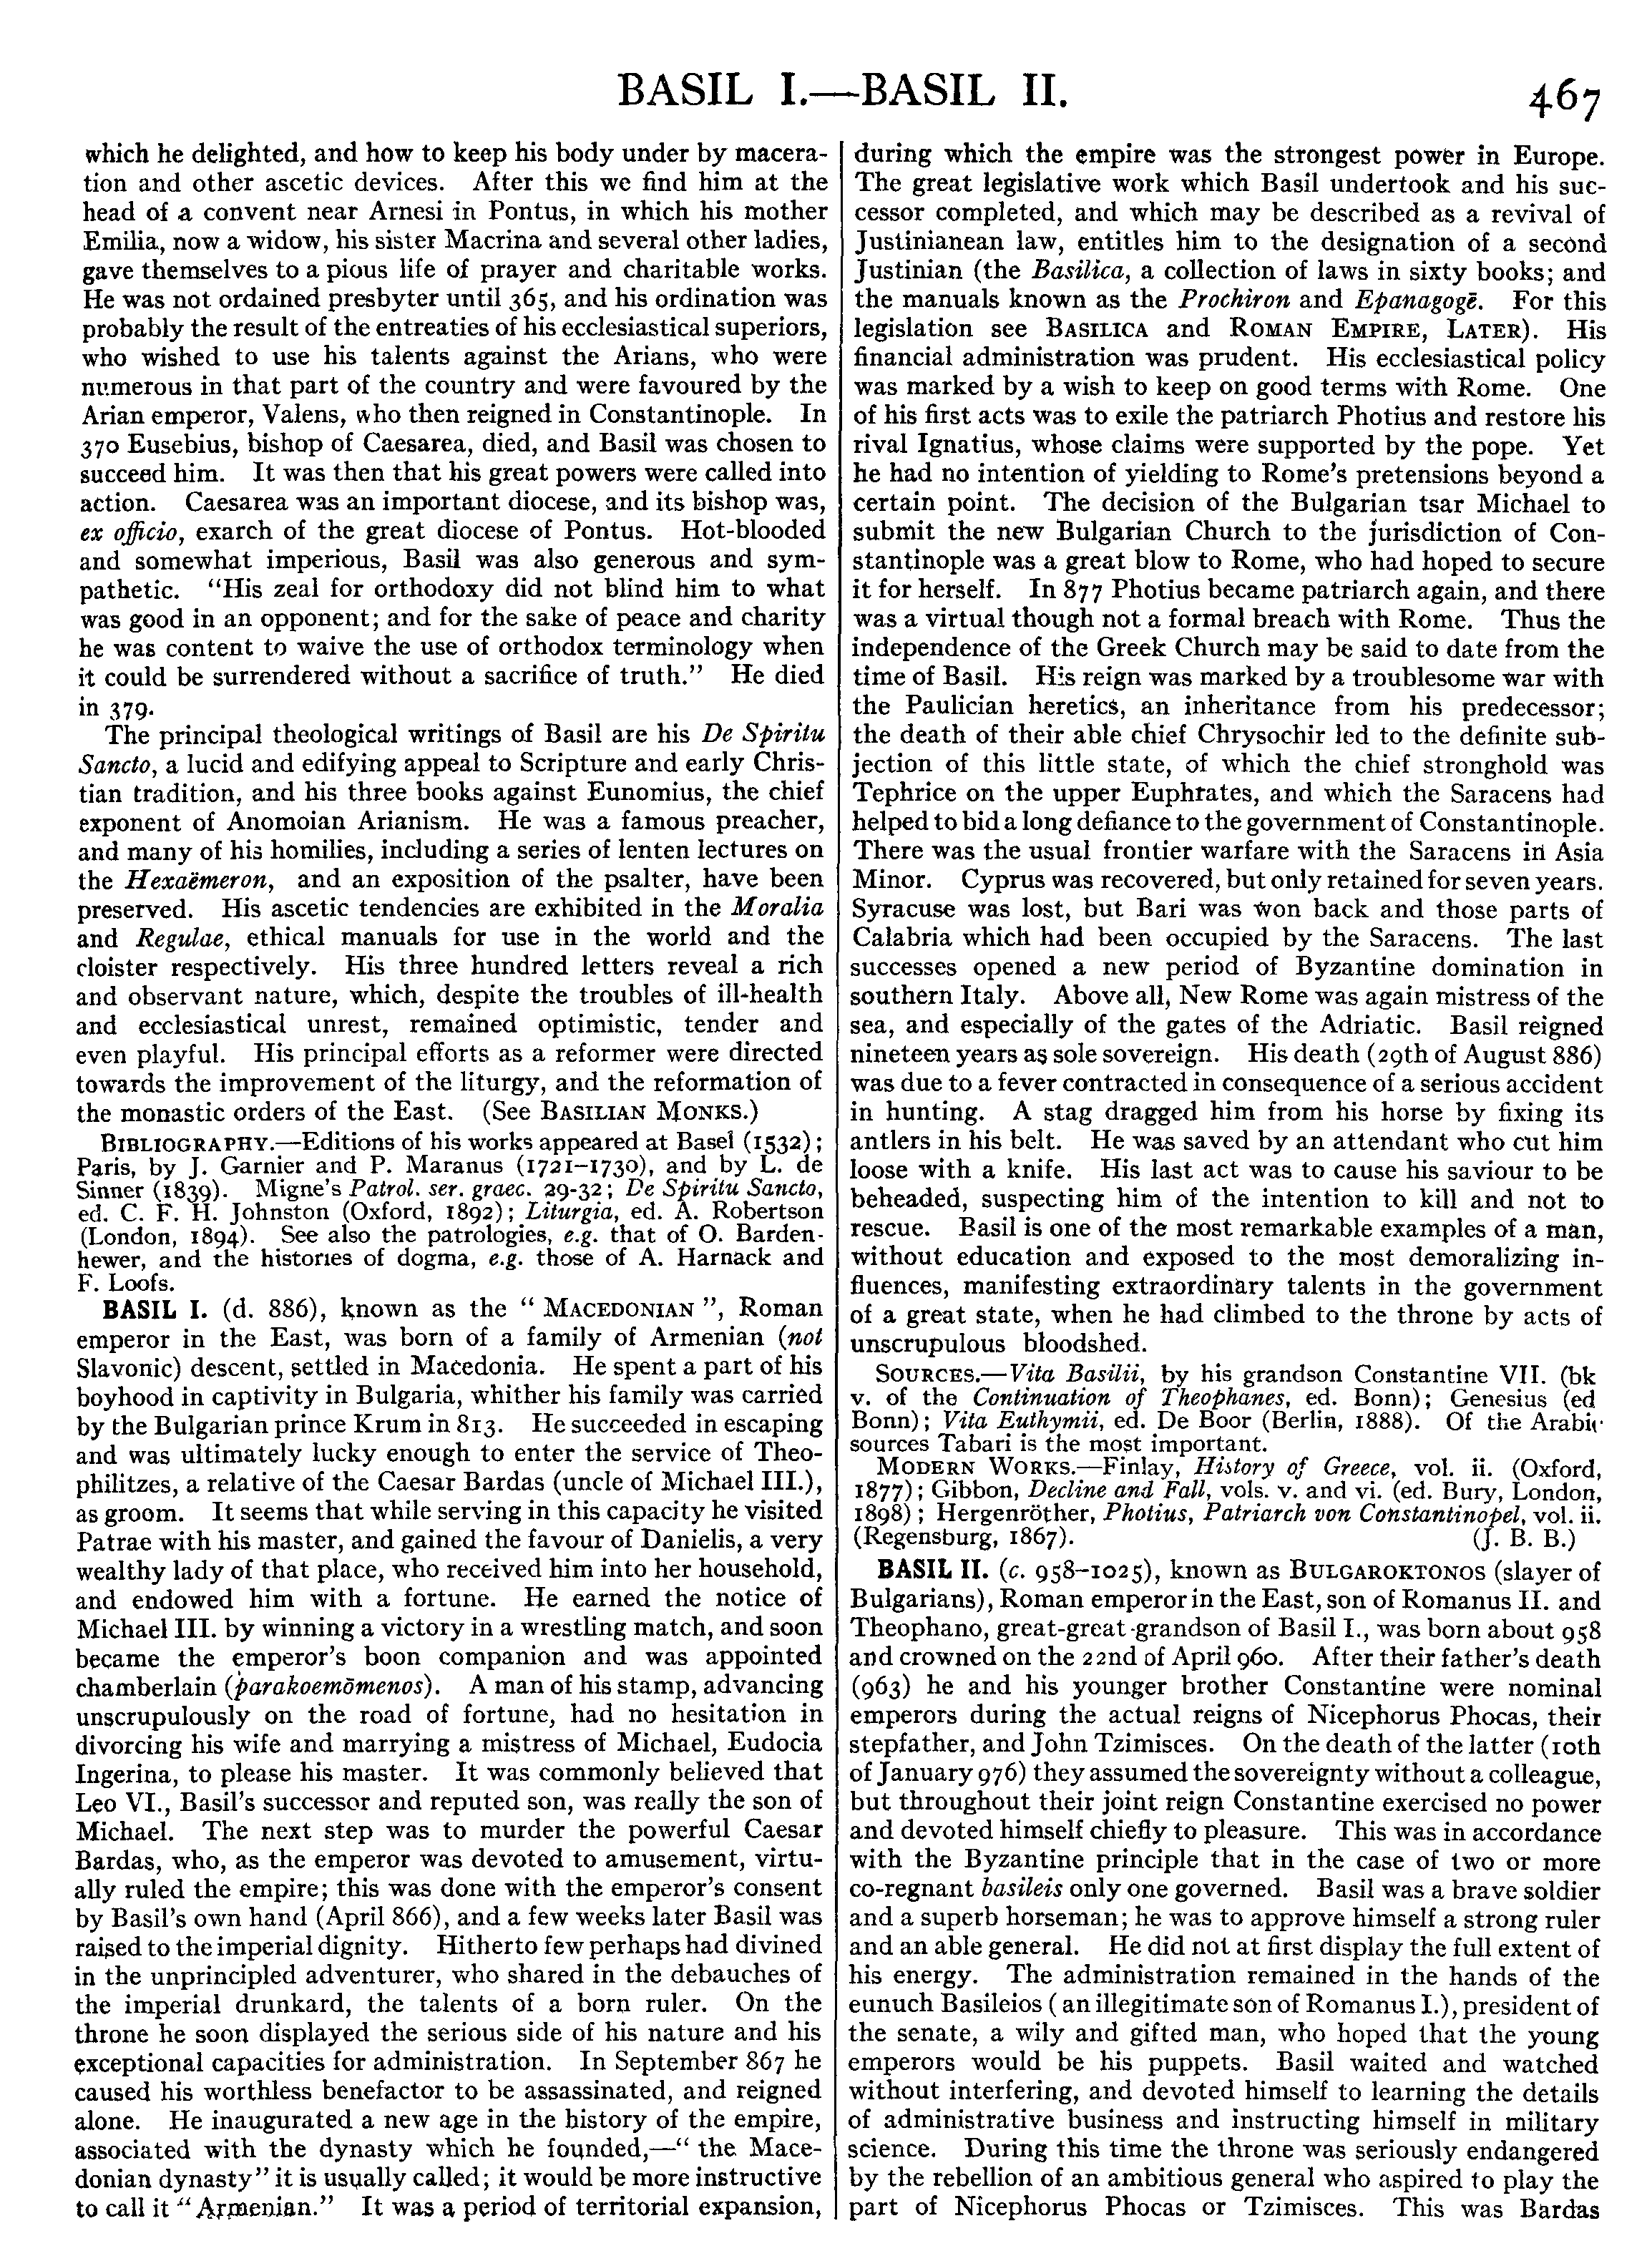 BASIL I.—BASIL II.
467
which he delighted, and how to keep his body under by macera-
tion and other ascetic devices. After this we find him at the
head of a convent near Arnesi in Pontus, in which his mother
Emilia, now a widow, his sister Macrina and several other ladies,
gave themselves to a pious life of prayer and charitable works.
He was not ordained presbyter until 365, and his ordination was
probably the result of the entreaties of his ecclesiastical superiors,
who wished to use his talents against the Arians, who were
numerous in that part of the country and were favoured by the
Arian emperor, Valens, who then reigned in Constantinople. In
370 Eusebius, bishop of Caesarea, died, and Basil was chosen to
succeed him. It was then that his great powers were called into
action. Caesarea was an important diocese, and its bishop was,
ex officio, exarch of the great diocese of Pontus. Hot-blooded
and somewhat imperious, Basil was also generous and sym-
pathetic. "His zeal for orthodoxy did not blind him to what
was good in an opponent; and for the sake of peace and charity
he was content to waive the use of orthodox terminology when
it could be surrendered without a sacrifice of truth." He died
in 379.
The principal theological writings of Basil are his De Spiritu
Sancto, a lucid and edifying appeal to Scripture and early Chris-
tian tradition, and his three books against Eunomius, the chief
exponent of Anomoian Arianism. He was a famous preacher,
and many of his homilies, including a series of lenten lectures on
the Hexaëmeron, and an exposition of the psalter, have been
preserved. His ascetic tendencies are exhibited in the Moralia
and Regulae, ethical manuals for use in the world and the
cloister respectively. His three hundred letters reveal a rich
and observant nature, which, despite the troubles of ill-health
and ecclesiastical unrest, remained optimistic, tender and
even playful. His principal efforts as a reformer were directed
towards the improvement of the liturgy, and the reformation of
the monastic orders of the East. (See BASILIAN MONKS.)
BIBLIOGRAPHY.—Editions of his works appeared at Basel (1532);
Paris, by J. Garnier and P. Maranus (1721–1730), and by L. de
Sinner (1839). Migne's Patrol. ser. graec. 29-32; De Spiritu Sancto,
ed. C. F. H. Johnston (Oxford, 1892); Liturgia, ed. A. Robertson
(London, 1894). See also the patrologies, e.g. that of O. Barden-
hewer, and the histories of dogma, e.g. those of A. Harnack and
F. Loofs.
BASIL I. (d. 886), known as the " MACEDONIAN ", Roman
emperor in the East, was born of a family of Armenian (not
Slavonic) descent, settled in Macedonia. He spent a part of his
boyhood in captivity in Bulgaria, whither his family was carried
by the Bulgarian prince Krum in 813. He succeeded in escaping
and was ultimately lucky enough to enter the service of Theo-
philitzes, a relative of the Caesar Bardas (uncle of Michael III.),
as groom. It seems that while serving in this capacity he visited
Patrae with his master, and gained the favour of Danielis, a very
wealthy lady of that place, who received him into her household,
and endowed him with a fortune. He earned the notice of
Michael III. by winning a victory in a wrestling match, and soon
became the emperor's boon companion and was appointed
chamberlain (parakoemōmenos). A man of his stamp, advancing
unscrupulously on the road of fortune, had no hesitation in
divorcing his wife and marrying a mistress of Michael, Eudocia
Ingerina, to please his master. It was commonly believed that
Leo VI., Basil's successor and reputed son, was really the son of
Michael. The next step was to murder the powerful Caesar
Bardas, who, as the emperor was devoted to amusement, virtu-
ally ruled the empire; this was done with the emperor's consent
by Basil's own hand (April 866), and a few weeks later Basil was
raised to the imperial dignity. Hitherto few perhaps had divined
in the unprincipled adventurer, who shared in the debauches of
the imperial drunkard, the talents of a born ruler. On the
throne he soon displayed the serious side of his nature and his
exceptional capacities for administration. In September 867 he
caused his worthless benefactor to be assassinated, and reigned
alone. He inaugurated a new age in the history of the empire,
associated with the dynasty which he founded,—" the Mace-
donian dynasty" it is usually called; it would be more instructive
to call it "Armenian." It was a period of territorial expansion,
during which the empire was the strongest power in Europe.
The great legislative work which Basil undertook and his suc-
cessor completed, and which may be described as a revival of
Justinianean law, entitles him to the designation of a second
Justinian (the Basilica, a collection of laws in sixty books; and
the manuals known as the Prochiron and Epanagogē. For this
legislation see BASILICA and ROMAN EMPIRE, LATER). His
financial administration was prudent. His ecclesiastical policy
was marked by a wish to keep on good terms with Rome. One
of his first acts was to exile the patriarch Photius and restore his
rival Ignatius, whose claims were supported by the pope. Yet
he had no intention of yielding to Rome's pretensions beyond a
certain point. The decision of the Bulgarian tsar Michael to
submit the new Bulgarian Church to the jurisdiction of Con-
stantinople was a great blow to Rome, who had hoped to secure
it for herself. In 877 Photius became patriarch again, and there
was a virtual though not a formal breach with Rome. Thus the
independence of the Greek Church may be said to date from the
time of Basil. His reign was marked by a troublesome war with
the Paulician heretics, an inheritance from his predecessor;
the death of their able chief Chrysochir led to the definite sub-
jection of this little state, of which the chief stronghold was
Tephrice on the upper Euphrates, and which the Saracens had
helped to bid a long defiance to the government of Constantinople.
There was the usual frontier warfare with the Saracens in Asia
Minor. Cyprus was recovered, but only retained for seven years.
Syracuse was lost, but Bari was won back and those parts of
Calabria which had been occupied by the Saracens. The last
successes opened a new period of Byzantine domination in
southern Italy. Above all, New Rome was again mistress of the
sea, and especially of the gates of the Adriatic. Basil reigned
nineteen years as sole sovereign. His death (29th of August 886)
was due to a fever contracted in consequence of a serious accident
in hunting. A stag dragged him from his horse by fixing its
antlers in his belt. He was saved by an attendant who cut him
loose with a knife. His last act was to cause his saviour to be
beheaded, suspecting him of the intention to kill and not to
rescue. Basil is one of the most remarkable examples of a man,
without education and exposed to the most demoralizing in-
fluences, manifesting extraordinary talents in the government
of a great state, when he had climbed to the throne by acts of
unscrupulous bloodshed.
SOURCES.—Vita Basilii, by his grandson Constantine VII. (bk
v. of the Continuation of Theophanes, ed. Bonn); Genesius (ed
Bonn); Vita Euthymii, ed. De Boor (Berlin, 1888). Of the Arabic
sources Tabari is the most important.
MODERN WORKS.—Finlay, History of Greece, vol. ii. (Oxford,
1877); Gibbon, Decline and Fall, vols. v. and vi. (ed. Bury, London,
1898); Hergenröther, Photius, Patriarch von Constantinopel, vol. ii.
(Regensburg, 1867). (J. B. B.)
BASIL II. (c. 958–1025), known as BULGAROKTONOS (slayer of
Bulgarians), Roman emperor in the East, son of Romanus II. and
Theophano, great-great-grandson of Basil I., was born about 958
and crowned on the 22nd of April 960. After their father's death
(963) he and his younger brother Constantine were nominal
emperors during the actual reigns of Nicephorus Phocas, their
stepfather, and John Tzimisces. On the death of the latter (10th
of January 976) they assumed the sovereignty without a colleague,
but throughout their joint reign Constantine exercised no power
and devoted himself chiefly to pleasure. This was in accordance
with the Byzantine principle that in the case of two or more
co-regnant basileis only one governed. Basil was a brave soldier
and a superb horseman; he was to approve himself a strong ruler
and an able general. He did not at first display the full extent of
his energy. The administration remained in the hands of the
eunuch Basileios (an illegitimate son of Romanus I.), president of
the senate, a wily and gifted man, who hoped that the young
emperors would be his puppets. Basil waited and watched
without interfering, and devoted himself to learning the details
of administrative business and instructing himself in military
science. During this time the throne was seriously endangered
by the rebellion of an ambitious general who aspired to play the
part of Nicephorus Phocas or Tzimisces. This was Bardas